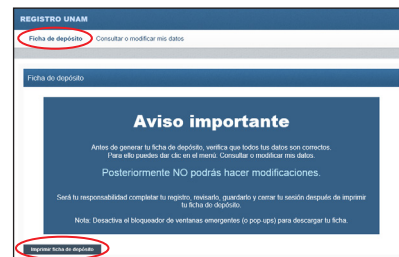 REGISTRO UNAM
Ficha de depósito Consultar o modificar mis datos
Ficha de depósito
Aviso importante
Antes de generar tu ficha de depósito, verifica que todos tus datos son correctos.
Para ello puedes dar clic en el menú: Consultar o modificar mis datos.
Posteriormente NO podrás hacer modificaciones.
Será tu responsabilidad completar tu registro, revisarlo, guardarlo y cerrar tu sesión después de imprimir
tu ficha de depósito.
Nota: Desactiva el bloqueador de ventanas emergentes (o pop-ups) para descargar tu ficha.
Imprimir ficha de depósito